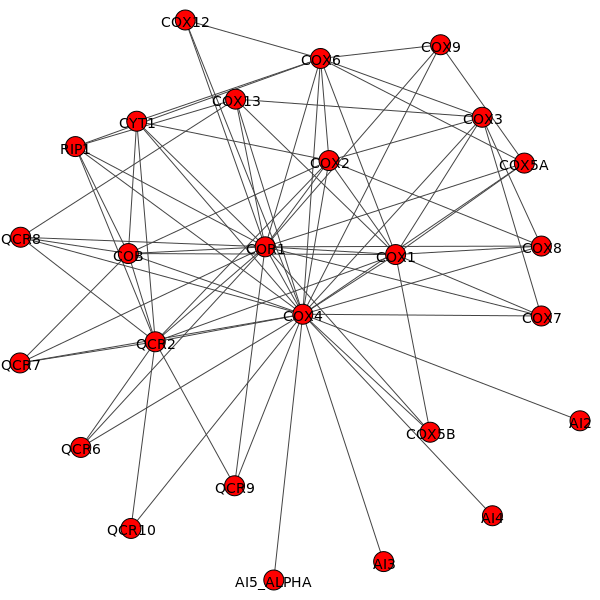 COX12
COX9
COX6
COX13
COX3
CYT1
RIP1
COX2
COX5A
QCR8
COR1
COX8
COB
COX1
COX4
COX7
QCR2
QCR7
AI2
COX5B
QCR6
QCR9
AI4
QCR10
AI3
AI5_ALPHA